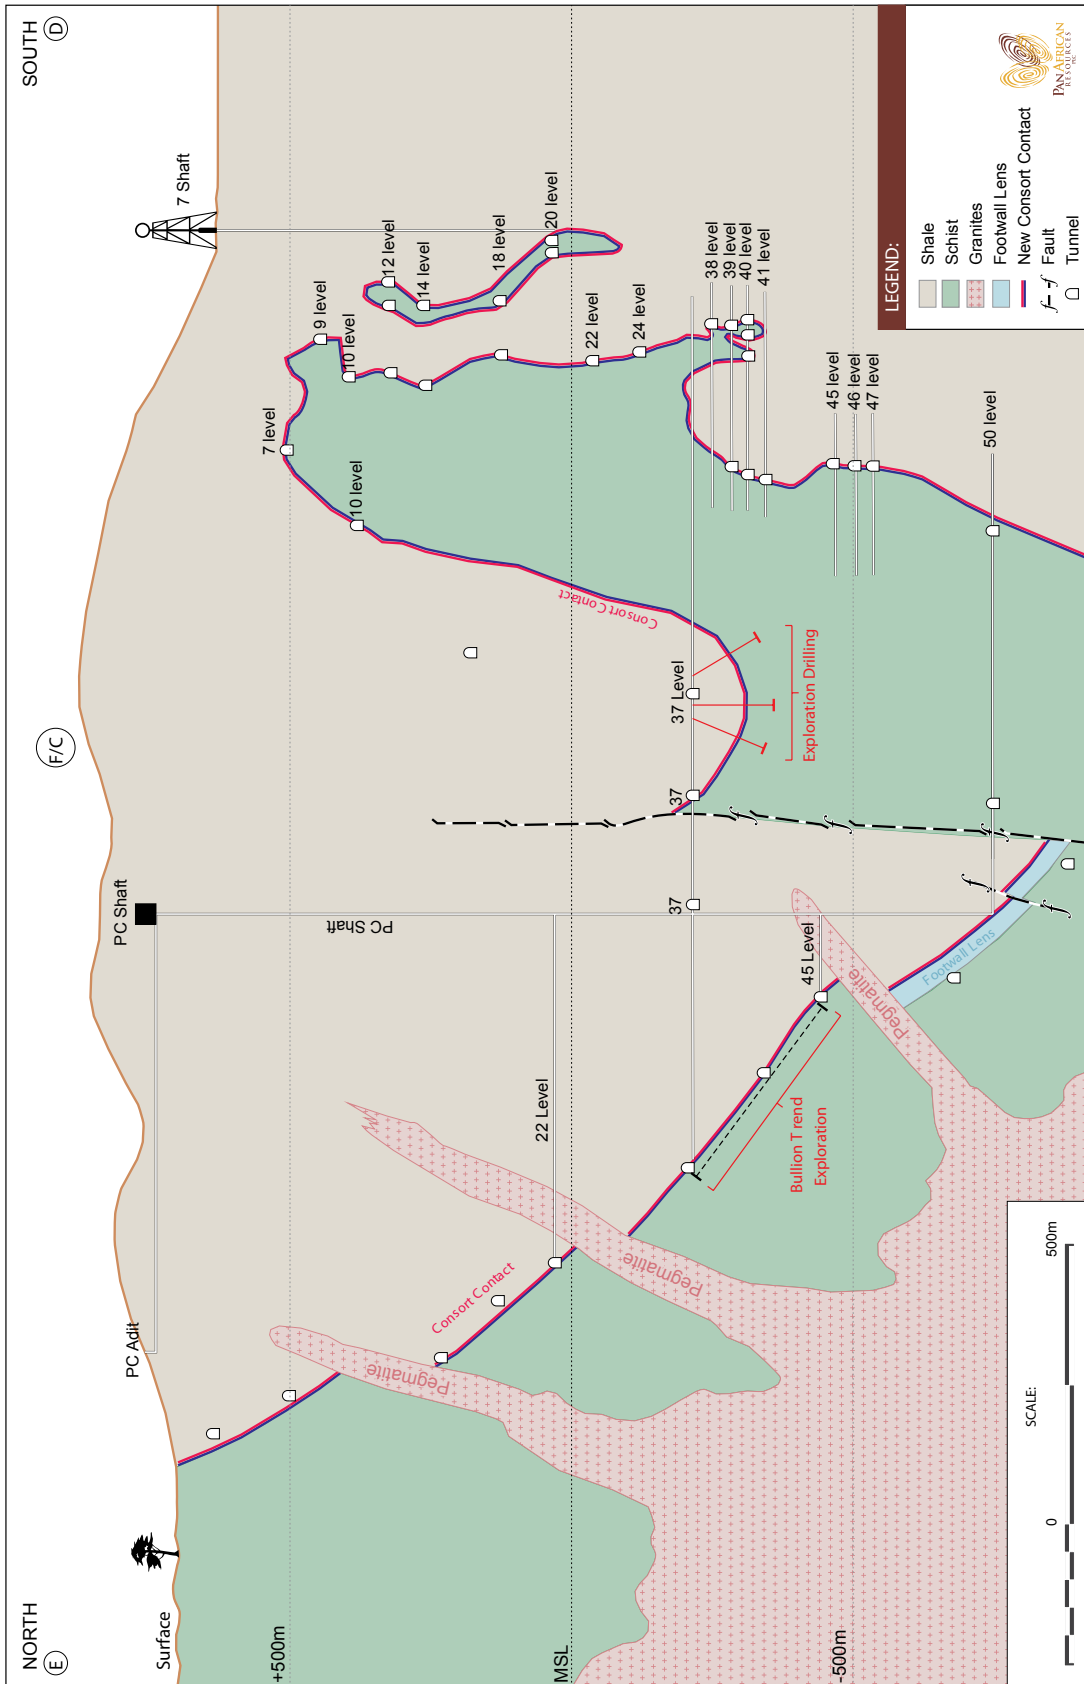 NORTH
E
F/C
SOUTH
D
Surface
PC Adit
PC Shaft
7 Shaft
PC Shaft
+500m
MSL
-500m
7 level
9 level
10 level
10 level
12 level
14 level
18 level
20 level
22 level
24 level
Consort Contact
37 Level
37
37
38 level
39 level
40 level
41 level
45 level
46 level
47 level
50 level
Exploration Drilling
22 Level
45 Level
Consort Contact
Pegmatite
Pegmatite
Pegmatite
Footwall Lens
Bullion Trend
Exploration
f
f
f
f
f
SCALE:
0
500m
LEGEND:
Shale
Schist
Granites
Footwall Lens
New Consort Contact
f f Fault
Tunnel
PAN AFRICAN
RESOURCES
PLC